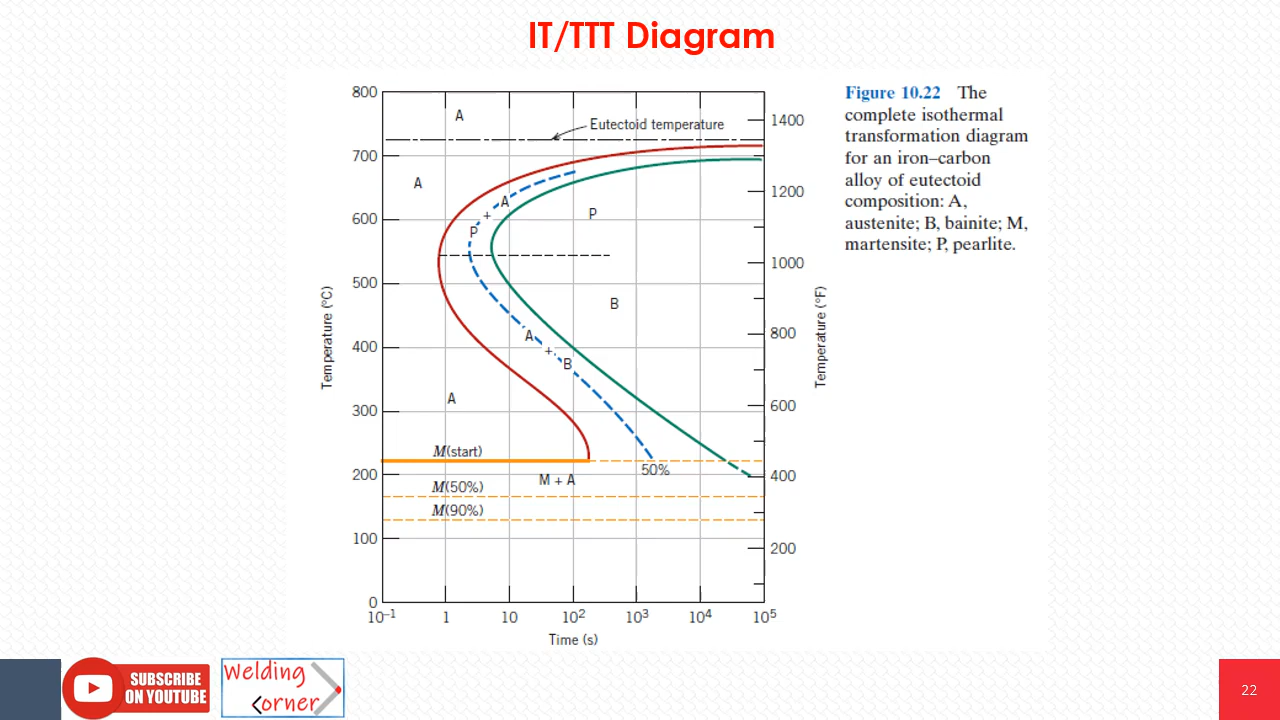 IT/TTT Diagram
Figure 10.22 The
complete isothermal
transformation diagram
for an iron–carbon
alloy of eutectoid
composition: A,
austenite; B, bainite; M,
martensite; P, pearlite.
800
700
600
500
400
300
200
100
0
Temperature (°C)
1400
1200
1000
800
600
400
200
Temperature (°F)
A
Eutectoid temperature
A
A
+
P
P
B
A
+
B
A
M(start)
50%
M + A
M(50%)
M(90%)
10⁻¹
1
10
10²
10³
10⁴
10⁵
Time (s)
SUBSCRIBE
ON YOUTUBE
Welding
Corner
22